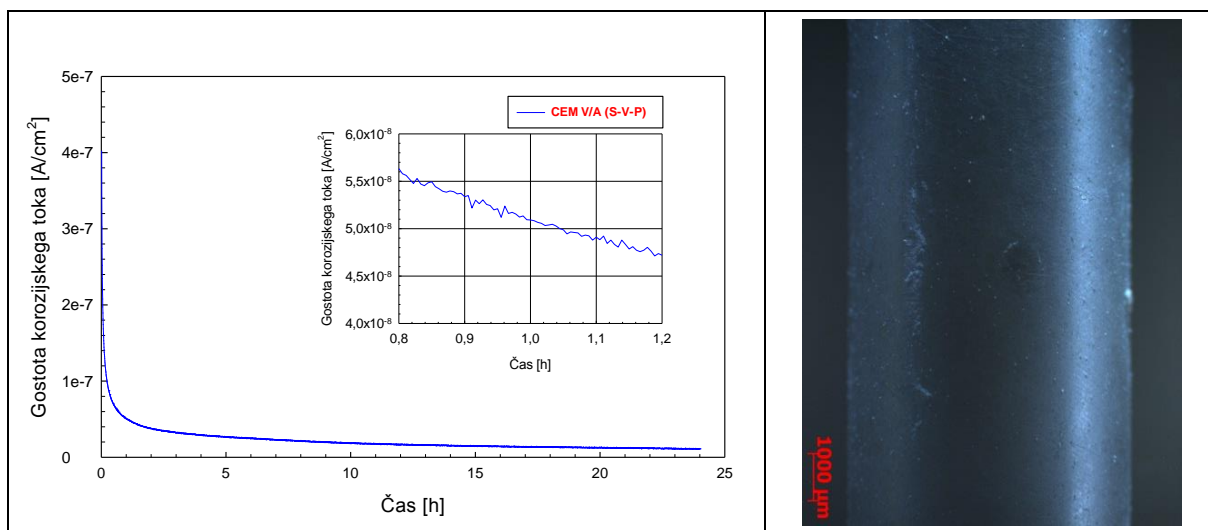 5e-7
4e-7
3e-7
2e-7
1e-7
0
0
5
10
15
20
25
Gostota korozijskega toka [A/cm²]
Čas [h]
CEM V/A (S-V-P)
6,0x10⁻⁸
5,5x10⁻⁸
5,0x10⁻⁸
4,5x10⁻⁸
4,0x10⁻⁸
0,8
0,9
1,0
1,1
1,2
Gostota korozijskega toka [A/cm²]
Čas [h]
1000 µm